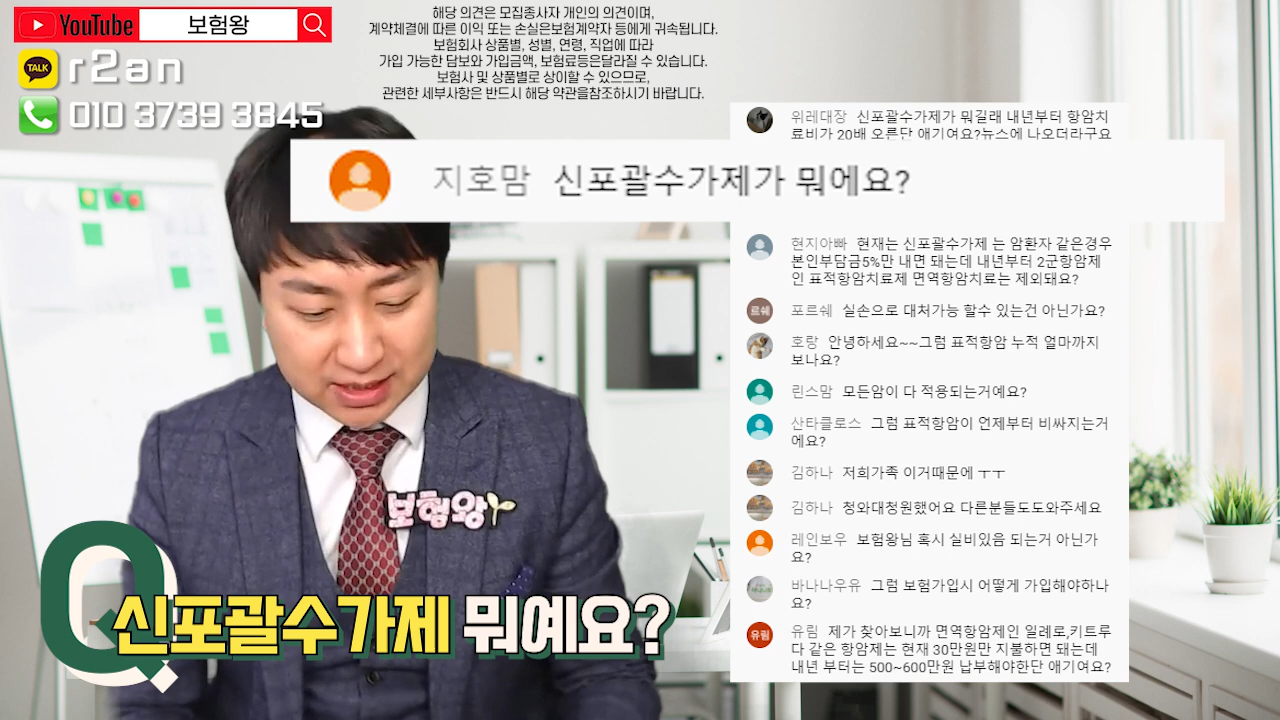 YouTube 보험왕
TALK r2an
010 3739 3845
해당 의견은 모집종사자 개인의 의견이며,
계약체결에 따른 이익 또는 손실은보험계약자 등에게 귀속됩니다.
보험회사 상품별, 성별, 연령, 직업에 따라
가입 가능한 담보와 가입금액, 보험료등은달라질 수 있습니다.
보험사 및 상품별로 상이할 수 있으므로,
관련한 세부사항은 반드시 해당 약관을참조하시기 바랍니다.
위레대장 신포괄수가제가 뭐길래 내년부터 항암치
료비가 20배 오른단 얘기여요?뉴스에 나오더라구요
지호맘 신포괄수가제가 뭐에요?
현지아빠 현재는 신포괄수가제 는 암환자 같은경우
본인부담금5%만 내면 돼는데 내년부터 2군항암제
인 표적항암치료제 면역항암치료는 제외돼요?
르쉐 포르쉐 실손으로 대처가능 할수 있는건 아닌가요?
호랑 안녕하세요~~그럼 표적항암 누적 얼마까지
보나요?
린스맘 모든암이 다 적용되는거예요?
산타클로스 그럼 표적항암이 언제부터 비싸지는거
에요?
김하나 저희가족 이거때문에 ㅜㅜ
김하나 청와대청원했어요 다른분들도도와주세요
레인보우 보험왕님 혹시 실비있음 되는거 아닌가
요?
바나나우유 그럼 보험가입시 어떻게 가입해야하나
요?
유림 유림 제가 찾아보니까 면역항암제인 일례로,키트루
다 같은 항암제는 현재 30만원만 지불하면 돼는데
내년 부터는 500~600만원 납부해야한단 얘기여요?
보험왕
Q 신포괄수가제 뭐예요?